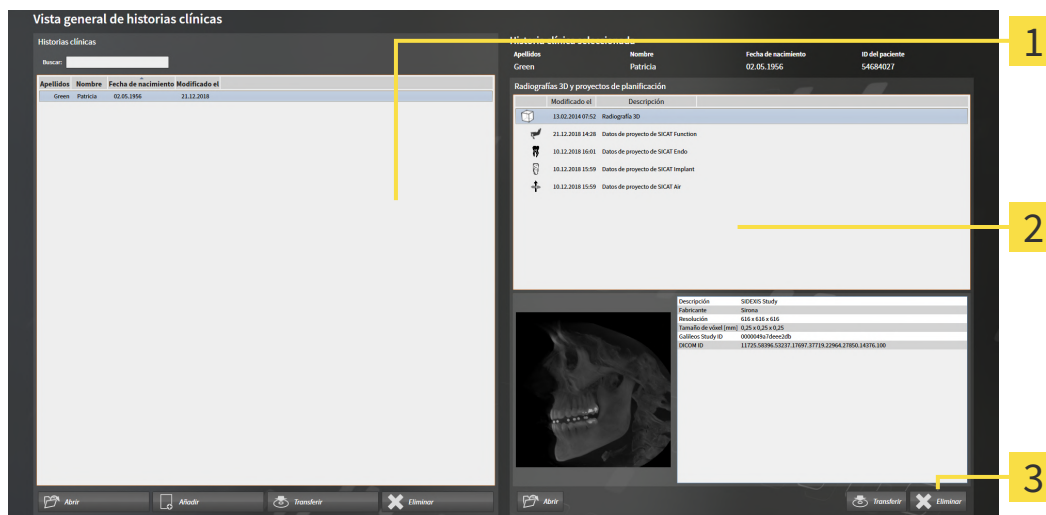 Vista general de historias clínicas
Historias clínicas
Buscar:
Apellidos Nombre Fecha de nacimiento Modificado el
Green Patricia 02.05.1956 21.12.2018
Abrir Añadir Transferir Eliminar
Historia clínica seleccionada
Apellidos Nombre Fecha de nacimiento ID del paciente
Green Patricia 02.05.1956 54684027
Radiografías 3D y proyectos de planificación
Modificado el Descripción
13.02.2014 07:52 Radiografía 3D
21.12.2018 14:28 Datos de proyecto de SICAT Function
10.12.2018 16:01 Datos de proyecto de SICAT Endo
10.12.2018 15:59 Datos de proyecto de SICAT Implant
10.12.2018 15:59 Datos de proyecto de SICAT Air
Descripción SIDEXIS Study
Fabricante Sirona
Resolución 616 x 616 x 616
Tamaño de vóxel [mm] 0,25 x 0,25 x 0,25
Galileos Study ID 0000049a7deee2db
DICOM ID 11725.58396.53237.17697.37719.22964.27850.14376.100
Abrir Transferir Eliminar
1
2
3